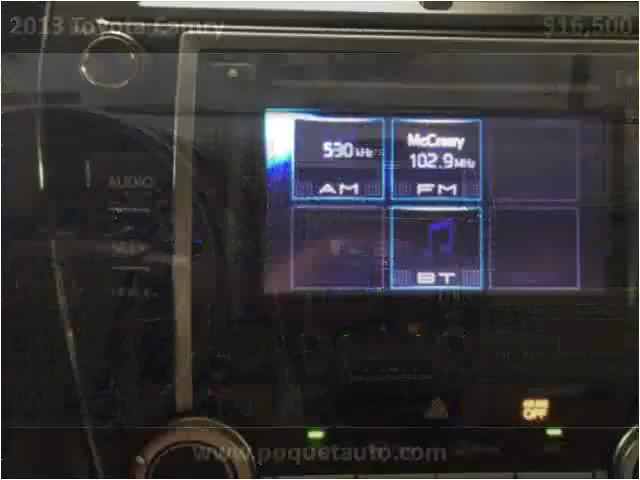 2013 Toyota Camry $16,500
McCreary
530 kHz 102.9 MHz
AM FM
AUDIO
BT
OFF
www.poquetauto.com